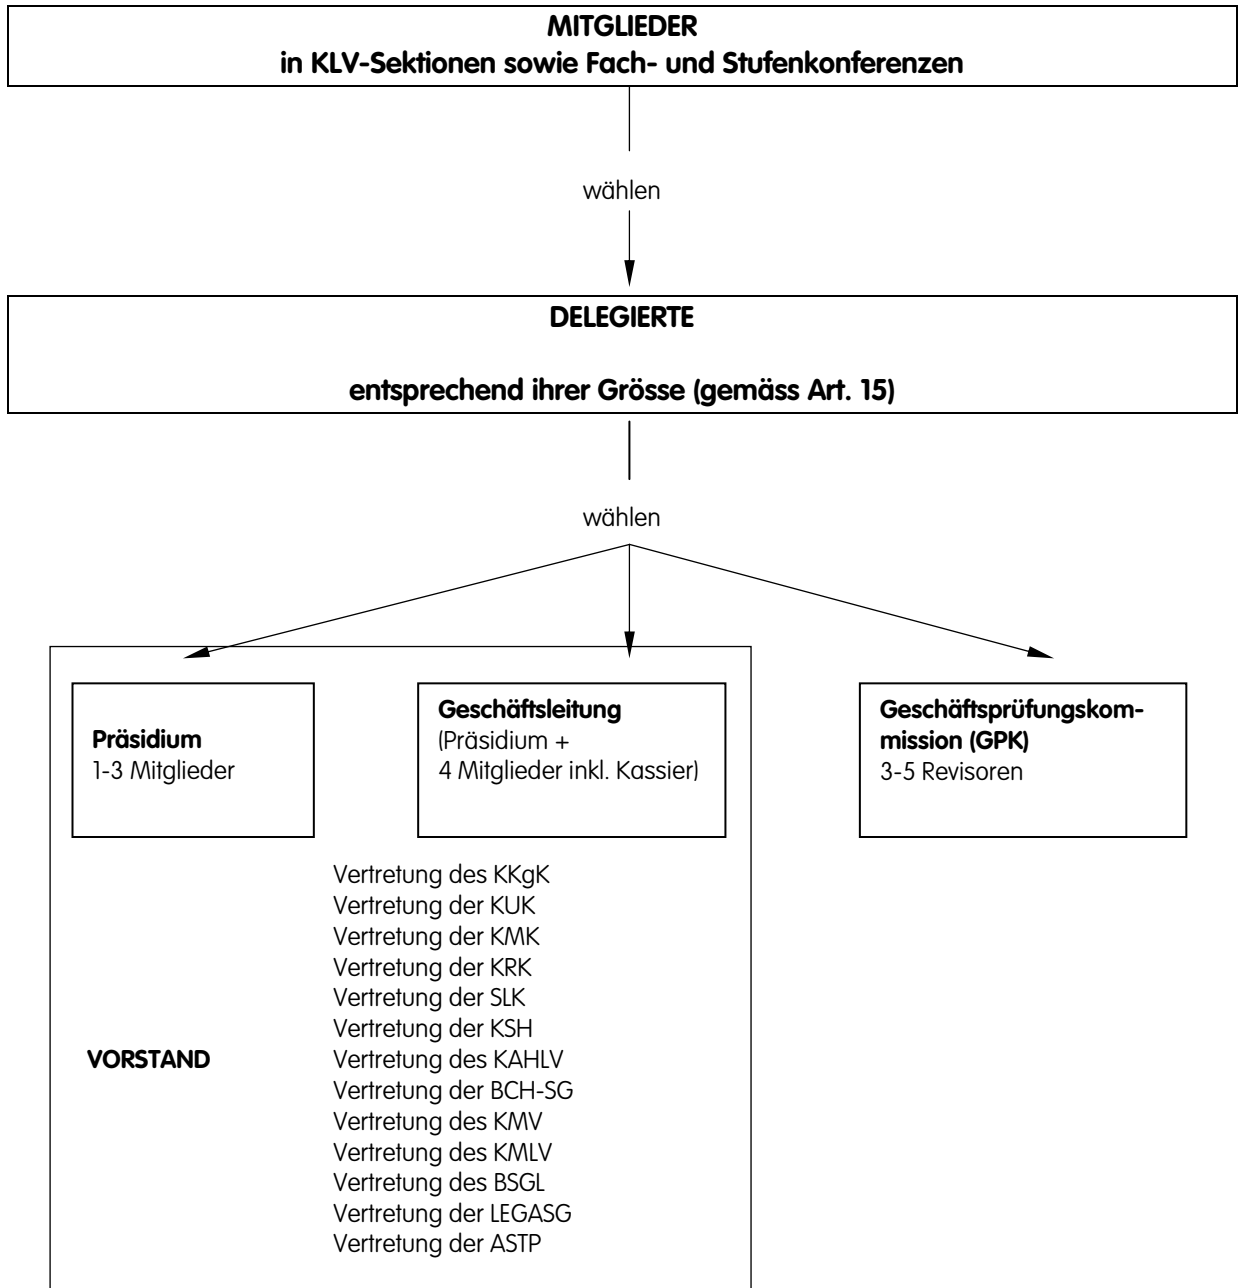 MITGLIEDER
in KLV-Sektionen sowie Fach- und Stufenkonferenzen
wählen
DELEGIERTE
entsprechend ihrer Grösse (gemäss Art. 15)
wählen
Präsidium
1-3 Mitglieder
Geschäftsleitung
(Präsidium +
4 Mitglieder inkl. Kassier)
Geschäftsprüfungskom-
mission (GPK)
3-5 Revisoren
Vertretung des KKgK
Vertretung der KUK
Vertretung der KMK
Vertretung der KRK
Vertretung der SLK
Vertretung der KSH
VORSTAND
Vertretung des KAHLV
Vertretung der BCH-SG
Vertretung des KMV
Vertretung des KMLV
Vertretung des BSGL
Vertretung der LEGASG
Vertretung der ASTP